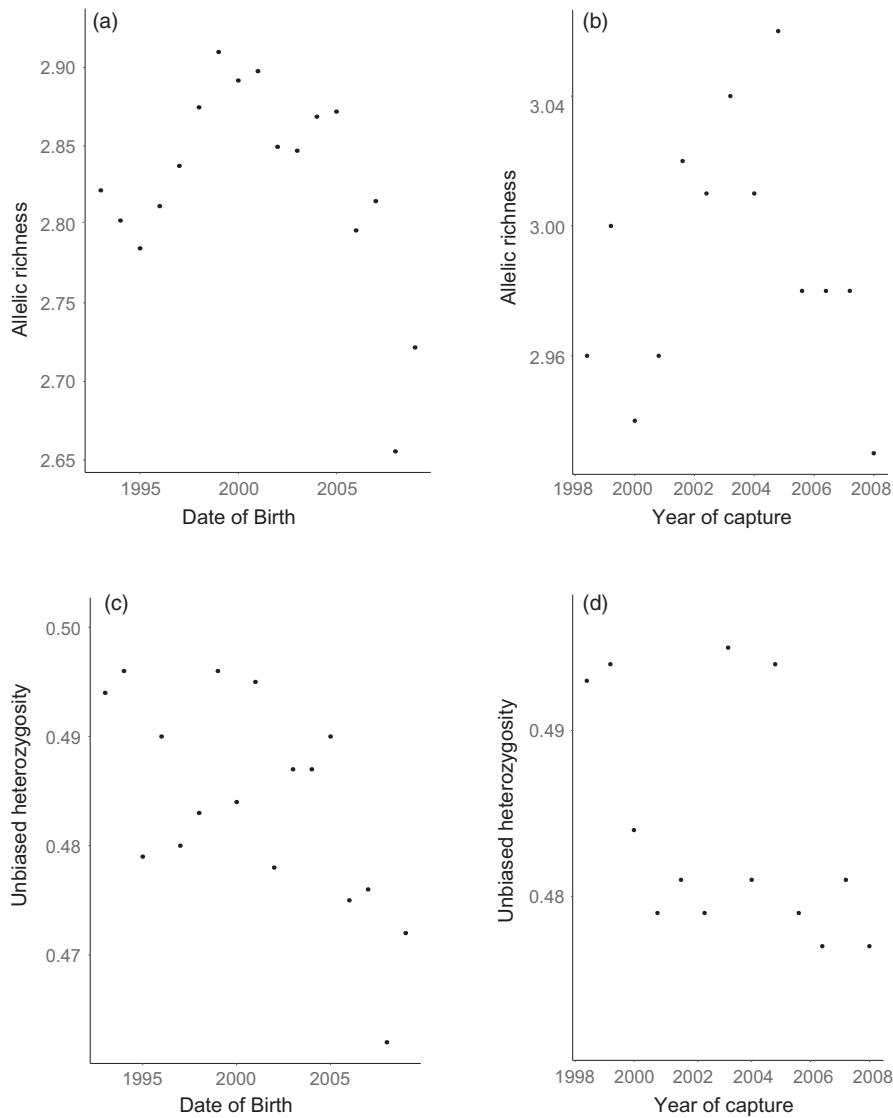 (a)
2.90
2.85
2.80
2.75
2.70
2.65
Allelic richness
1995 2000 2005
Date of Birth
(b)
3.04
3.00
2.96
Allelic richness
1998 2000 2002 2004 2006 2008
Year of capture
(c)
0.50
0.49
0.48
0.47
Unbiased heterozygosity
1995 2000 2005
Date of Birth
(d)
0.49
0.48
Unbiased heterozygosity
1998 2000 2002 2004 2006 2008
Year of capture